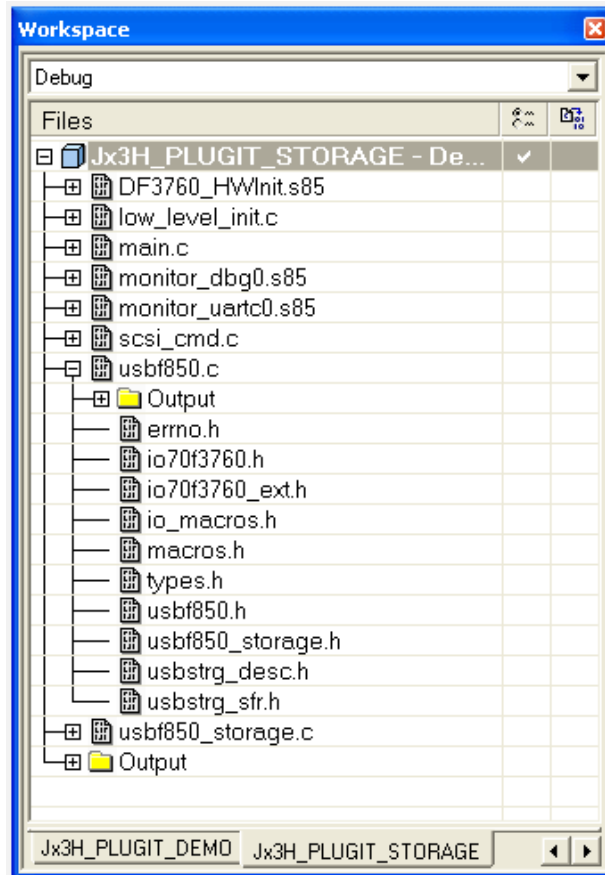 Workspace
Debug
Files
Jx3H_PLUGIT_STORAGE - De...
DF3760_HWInit.s85
low_level_init.c
main.c
monitor_dbg0.s85
monitor_uartc0.s85
scsi_cmd.c
usbf850.c
Output
errno.h
io70f3760.h
io70f3760_ext.h
io_macros.h
macros.h
types.h
usbf850.h
usbf850_storage.h
usbstrg_desc.h
usbstrg_sfr.h
usbf850_storage.c
Output
Jx3H_PLUGIT_DEMO Jx3H_PLUGIT_STORAGE